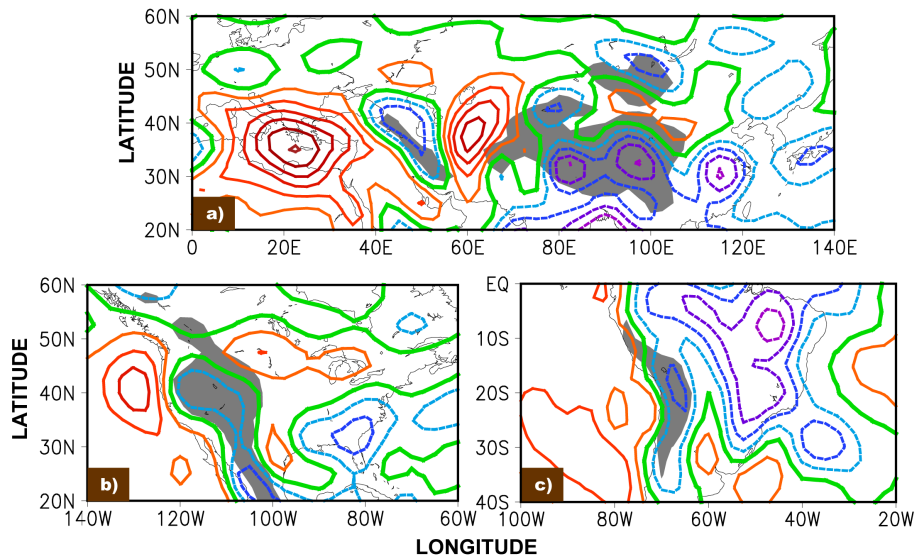 60N
50N
40N
30N
20N
LATITUDE
a)
0 20E 40E 60E 80E 100E 120E 140E
60N
50N
40N
30N
20N
LATITUDE
b)
140W 120W 100W 80W 60W
EQ
10S
20S
30S
40S
c)
100W 80W 60W 40W 20W
LONGITUDE